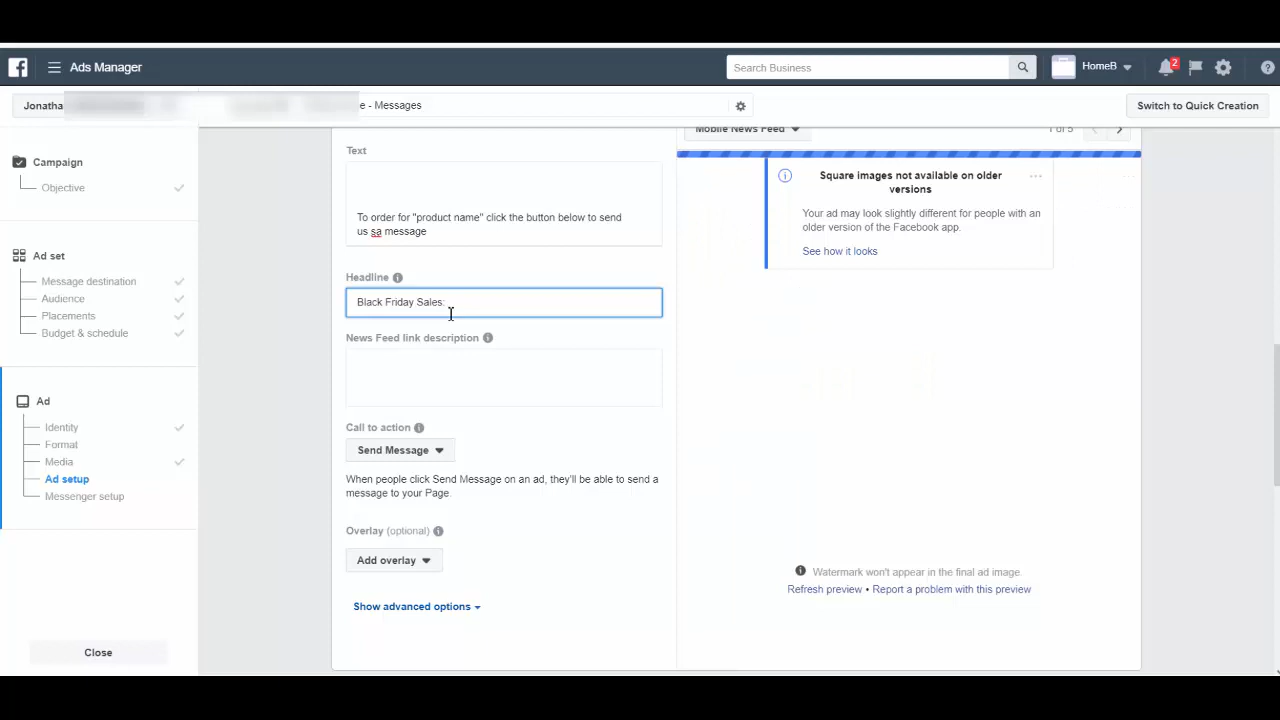 Ads Manager
Search Business
HomeB
2
Jonatha
e - Messages
Switch to Quick Creation
Campaign
Objective
Ad set
Message destination
Audience
Placements
Budget & schedule
Ad
Identity
Format
Media
Ad setup
Messenger setup
Close
Text
To order for "product name" click the button below to send
us sa message
Headline
Black Friday Sales:
News Feed link description
Call to action
Send Message
When people click Send Message on an ad, they'll be able to send a
message to your Page.
Overlay (optional)
Add overlay
Show advanced options
Mobile News Feed
1 of 5
Square images not available on older
versions
Your ad may look slightly different for people with an
older version of the Facebook app.
See how it looks
Watermark won't appear in the final ad image.
Refresh preview • Report a problem with this preview